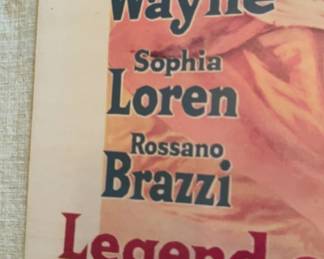 Wayne
Sophia
Loren
Rossano
Brazzi
Legend